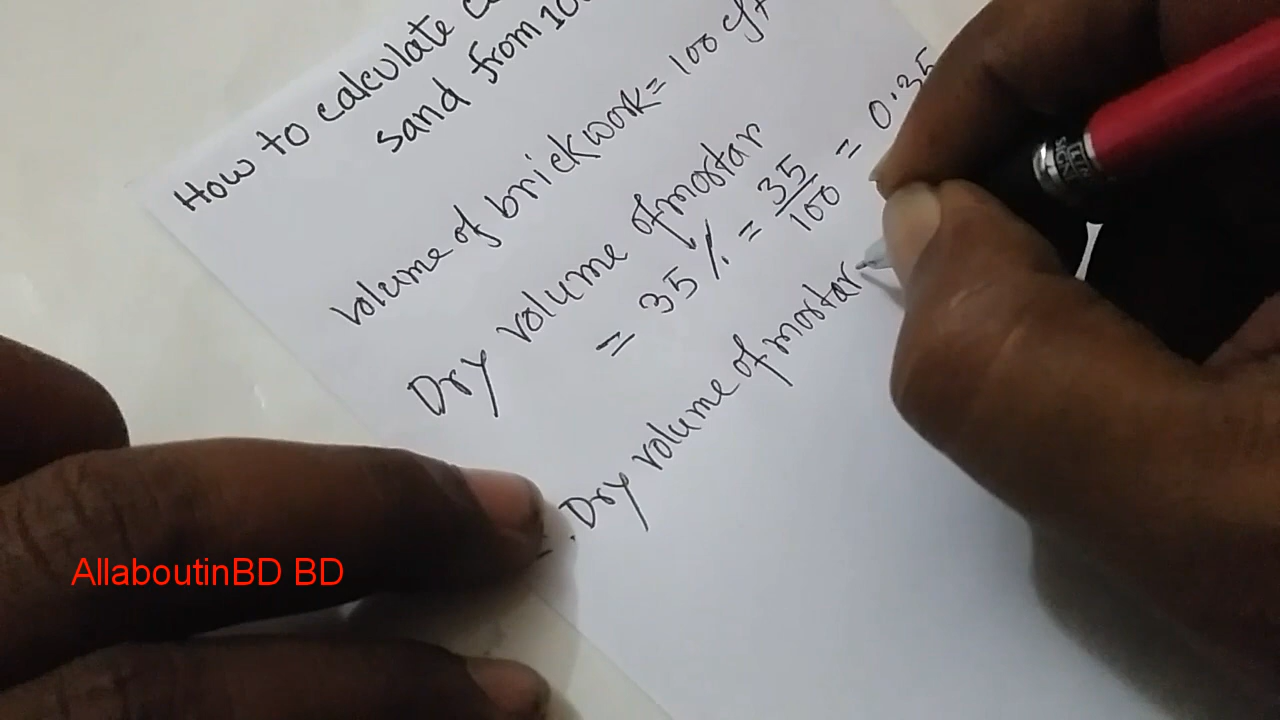 How to calculate
sand from
volume of brickwork = 100 cft
Dry volume of mortar
= 35 % = 35/100 = 0.35
∴ Dry volume of mortar
AllaboutinBD BD